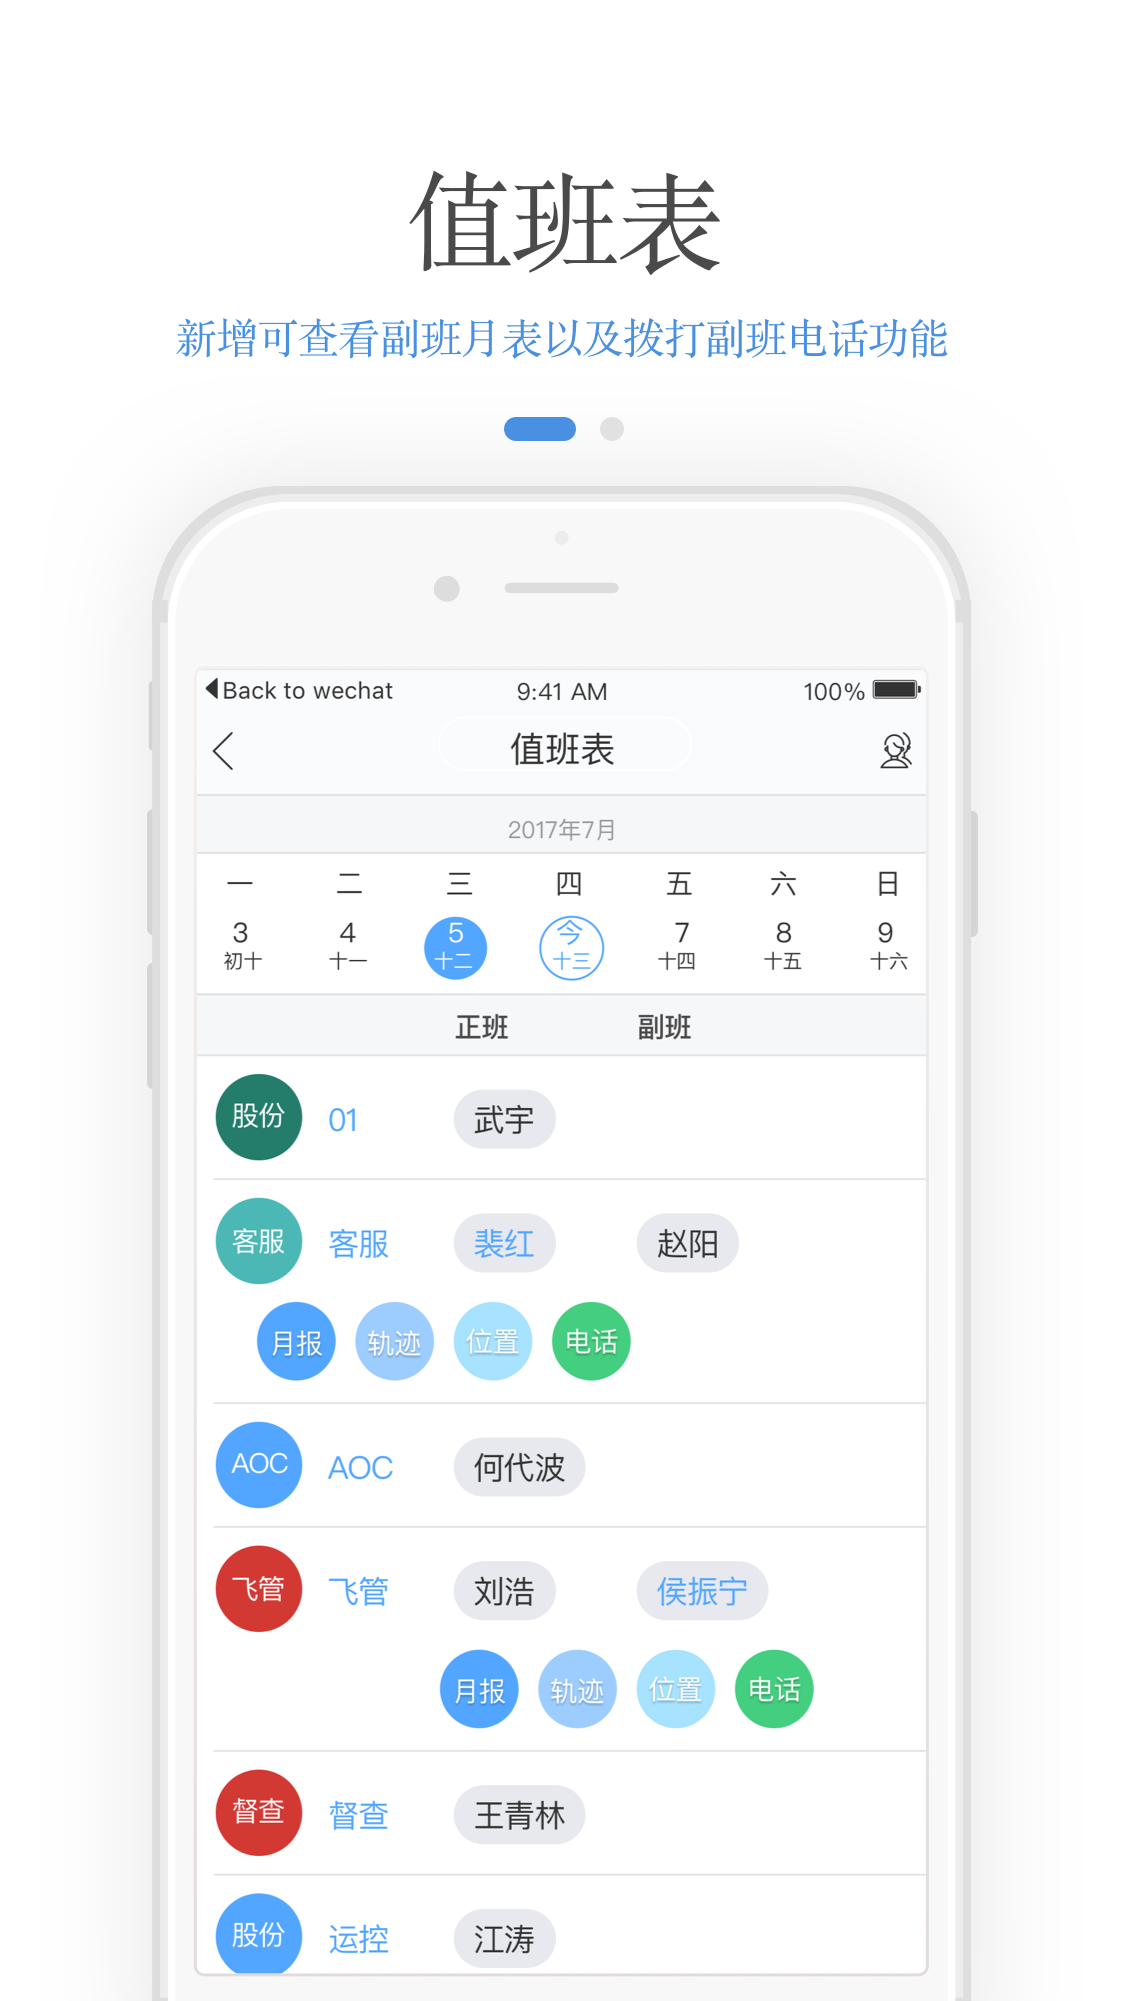 值班表
新增可查看副班月表以及拨打副班电话功能
Back to wechat 9:41 AM 100%
值班表
2017年7月
一 二 三 四 五 六 日
3 4 5 今 7 8 9
初十 十一 十二 十三 十四 十五 十六
正班 副班
股份 01 武宇
客服 客服 裴红 赵阳
月报 轨迹 位置 电话
AOC AOC 何代波
飞管 飞管 刘浩 侯振宁
月报 轨迹 位置 电话
督查 督查 王青林
股份 运控 江涛